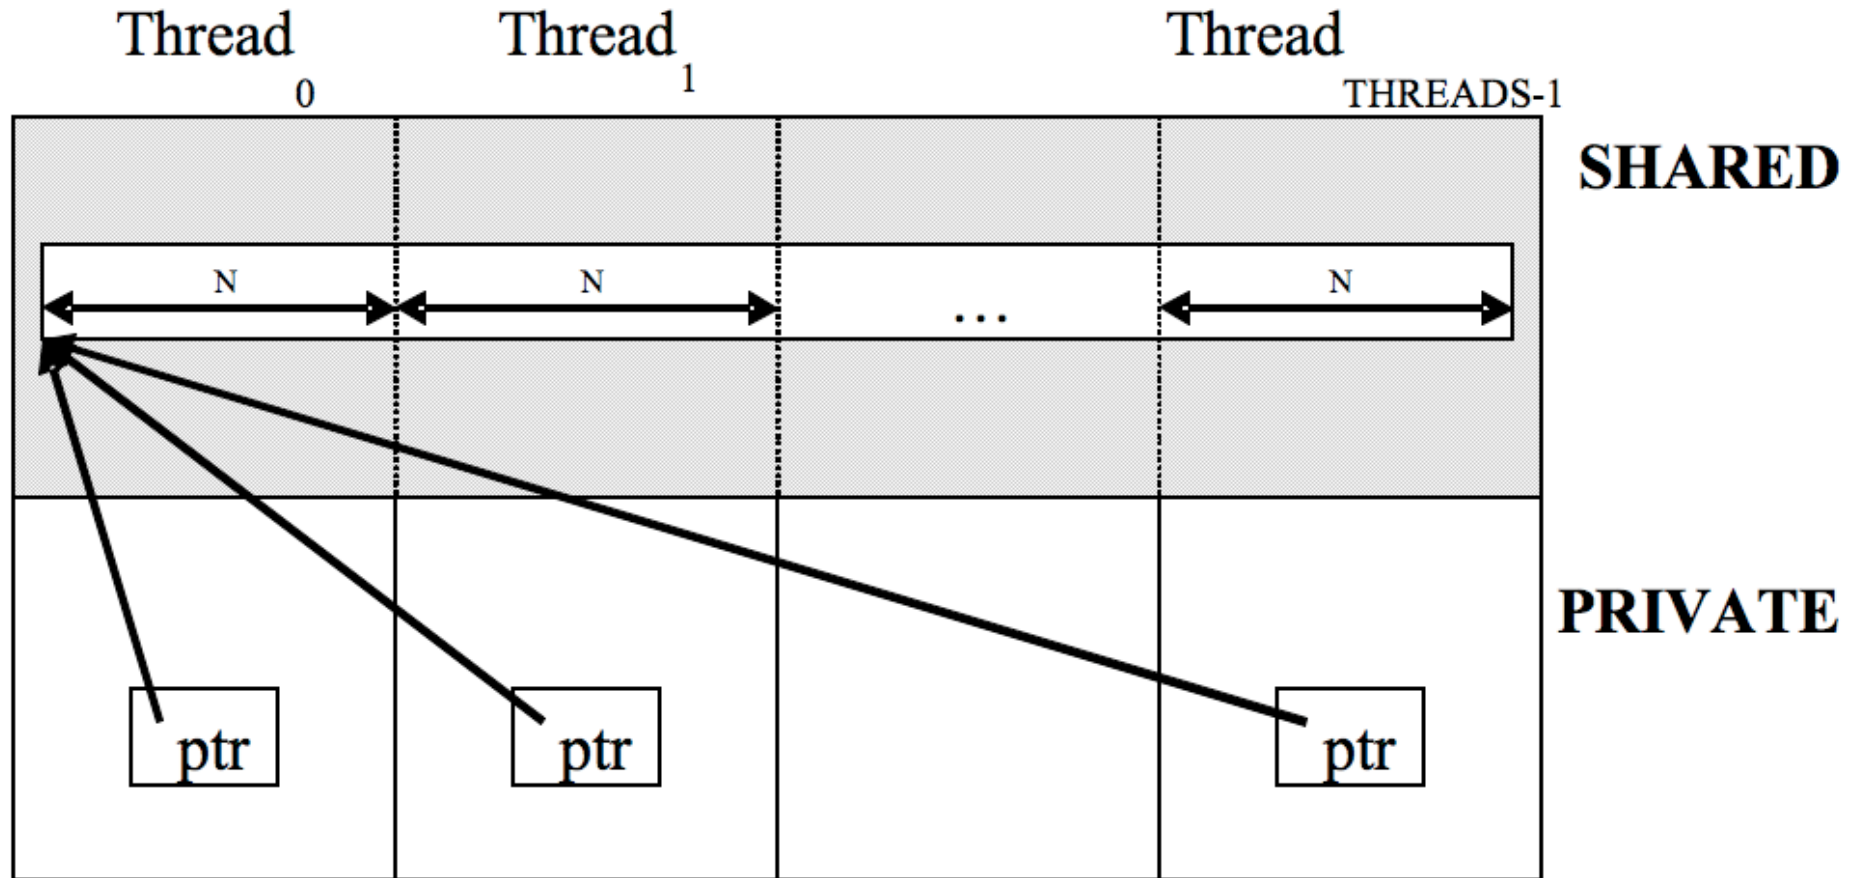 Thread 0
Thread 1
Thread THREADS-1
SHARED
N
N
...
N
PRIVATE
ptr
ptr
ptr